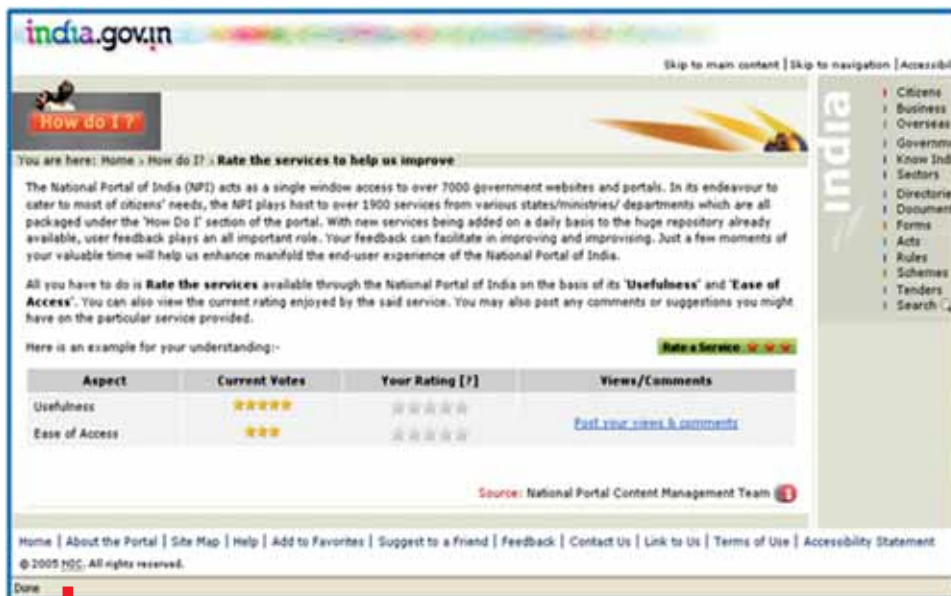 india.gov.in
Skip to main content | Skip to navigation | Accessibil
How do I ?
You are here: Home › How do I? › Rate the services to help us improve
The National Portal of India (NPI) acts as a single window access to over 7000 government websites and portals. In its endeavour to
cater to most of citizens' needs, the NPI plays host to over 1900 services from various states/ministries/ departments which are all
packaged under the 'How Do I' section of the portal. With new services being added on a daily basis to the huge repository already
available, user feedback plays an all important role. Your feedback can facilitate in improving and improvising. Just a few moments of
your valuable time will help us enhance manifold the end-user experience of the National Portal of India.
All you have to do is Rate the services available through the National Portal of India on the basis of its 'Usefulness' and 'Ease of
Access'. You can also view the current rating enjoyed by the said service. You may also post any comments or suggestions you might
have on the particular service provided.
Here is an example for your understanding:-
Rate a Service
Aspect Current Votes Your Rating [?] Views/Comments
Usefulness
Ease of Access
Post your views & comments
Source: National Portal Content Management Team
india
Citizens
Business
Overseas
Governme
Know Ind
Sectors
Directorie
Documen
Forms
Acts
Rules
Schemes
Tenders
Search
Home | About the Portal | Site Map | Help | Add to Favorites | Suggest to a Friend | Feedback | Contact Us | Link to Us | Terms of Use | Accessibility Statement
© 2005 NIC. All rights reserved.
Done